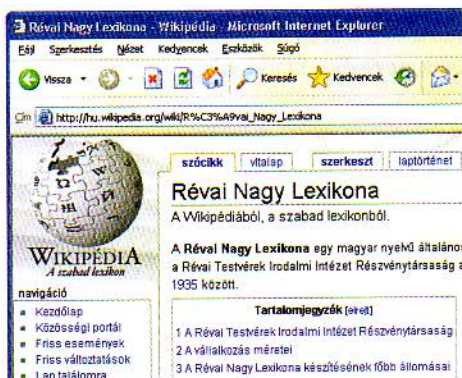 Révai Nagy Lexikona - Wikipédia - Microsoft Internet Explorer
Fájl Szerkesztés Nézet Kedvencek Eszközök Súgó
Vissza Keresés Kedvencek
Cím http://hu.wikipedia.org/wiki/R%C3%A9vai_Nagy_Lexikona
szócikk vitalap szerkeszt laptörténet
Révai Nagy Lexikona
A Wikipédiából, a szabad lexikonból.
A Révai Nagy Lexikona egy magyar nyelvű általános
a Révai Testvérek Irodalmi Intézet Részvénytársaság a
1935 között.
WIKIPÉDIA
A szabad lexikon
navigáció
Kezdőlap
Közösségi portál
Friss események
Friss változtatások
Lap találomra
Tartalomjegyzék [elrejt]
1 A Révai Testvérek Irodalmi Intézet Részvénytársaság
2 A vállalkozás méretei
3 A Révai Nagy Lexikona készítésének főbb állomásai